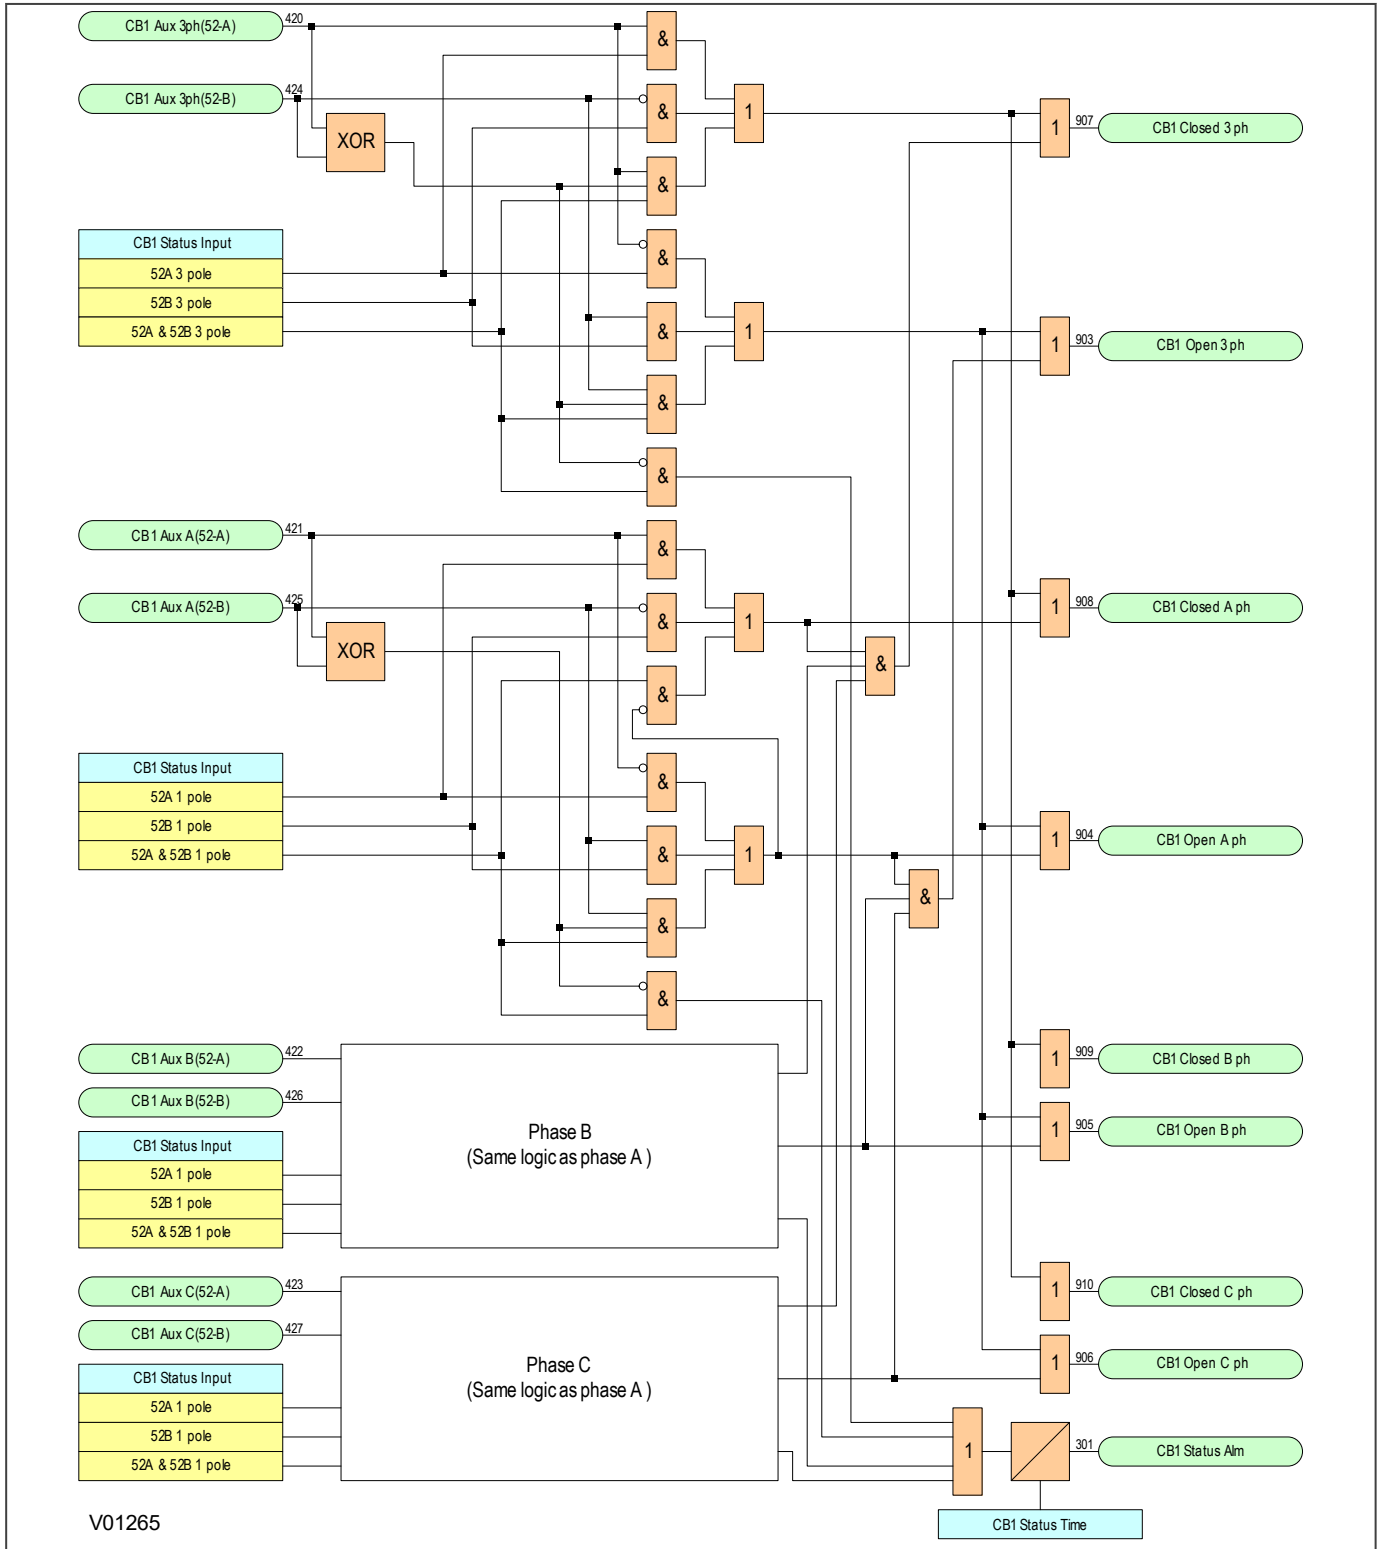 CB1 Aux 3ph(52-A)
420
&
CB1 Aux 3ph(52-B)
424
XOR
&
1
1
907
CB1 Closed 3 ph
&
CB1 Status Input
52A 3 pole
52B 3 pole
52A & 52B 3 pole
&
&
1
1
903
CB1 Open 3 ph
&
&
CB1 Aux A(52-A)
421
&
CB1 Aux A(52-B)
425
XOR
&
1
1
908
CB1 Closed A ph
&
&
CB1 Status Input
52A 1 pole
52B 1 pole
52A & 52B 1 pole
&
&
1
1
904
CB1 Open A ph
&
&
&
CB1 Aux B(52-A)
422
CB1 Aux B(52-B)
426
CB1 Status Input
52A 1 pole
52B 1 pole
52A & 52B 1 pole
Phase B
(Same logic as phase A )
1
909
CB1 Closed B ph
1
905
CB1 Open B ph
CB1 Aux C(52-A)
423
CB1 Aux C(52-B)
427
CB1 Status Input
52A 1 pole
52B 1 pole
52A & 52B 1 pole
Phase C
(Same logic as phase A )
1
910
CB1 Closed C ph
1
906
CB1 Open C ph
1
301
CB1 Status Alm
CB1 Status Time
V01265